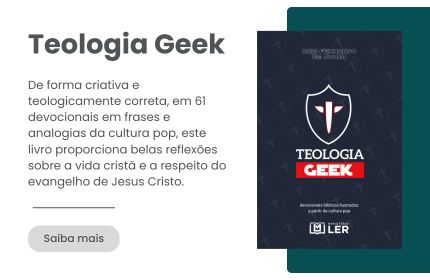 Teologia Geek
De forma criativa e
teologicamente correta, em 61
devocionais em frases e
analogias da cultura pop, este
livro proporciona belas reflexões
sobre a vida cristã e a respeito do
evangelho de Jesus Cristo.
Saiba mais
TEOLOGIA
GEEK
devocionais bíblicos ilustrados
a partir da cultura pop
MINISTÉRIO
LER